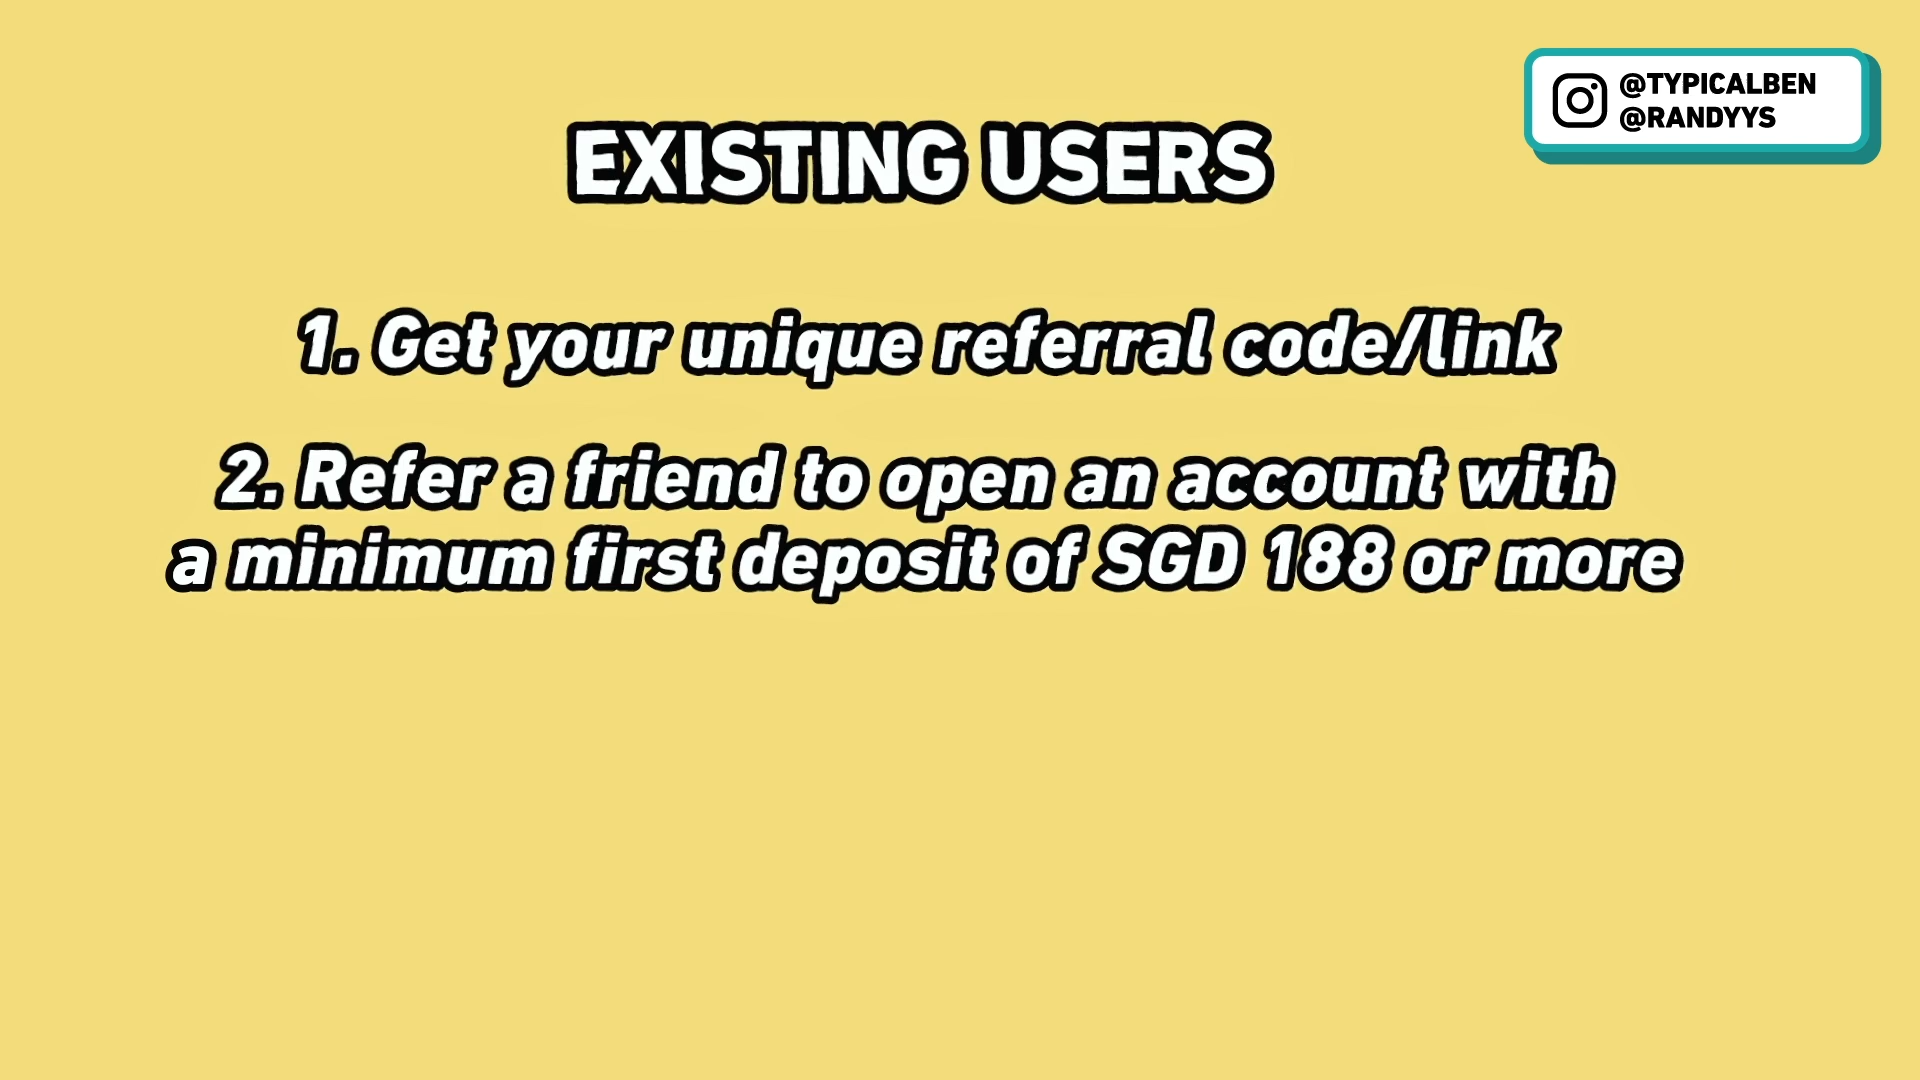 @TYPICALBEN
@RANDYYS
EXISTING USERS
1. Get your unique referral code/link
2. Refer a friend to open an account with
a minimum first deposit of SGD 188 or more